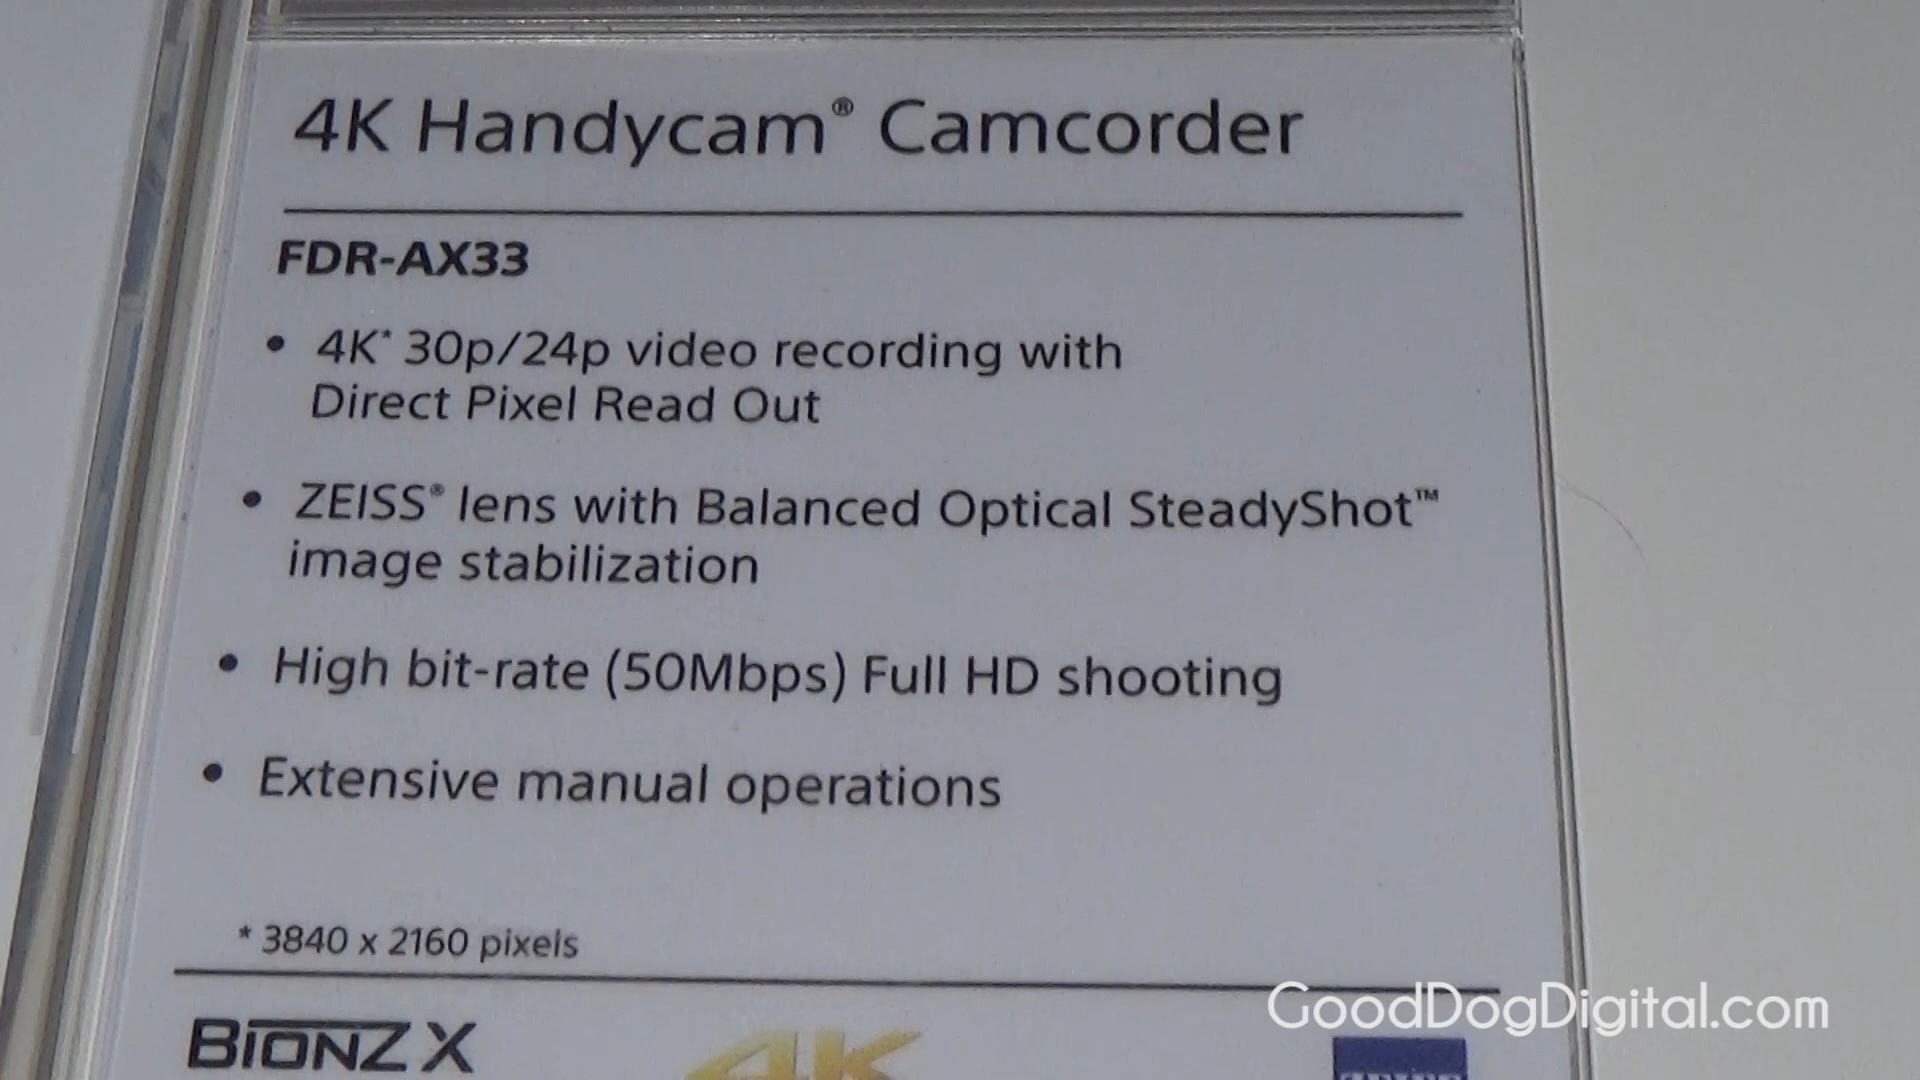 4K Handycam® Camcorder
FDR-AX33
• 4K* 30p/24p video recording with
Direct Pixel Read Out
• ZEISS® lens with Balanced Optical SteadyShot™
image stabilization
• High bit-rate (50Mbps) Full HD shooting
• Extensive manual operations
* 3840 x 2160 pixels
GoodDogDigital.com
BIONZ X
4K